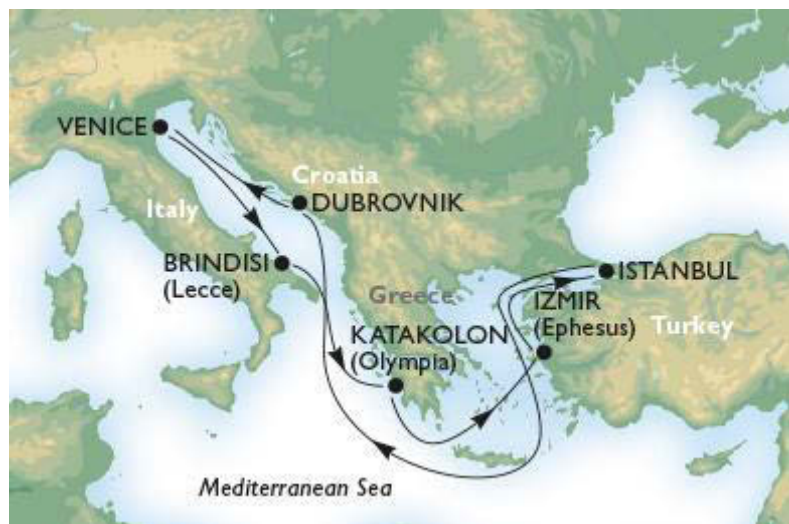 VENICE
Croatia
DUBROVNIK
Italy
BRINDISI
(Lecce)
ISTANBUL
Greece
IZMIR
(Ephesus)
Turkey
KATAKOLON
(Olympia)
Mediterranean Sea